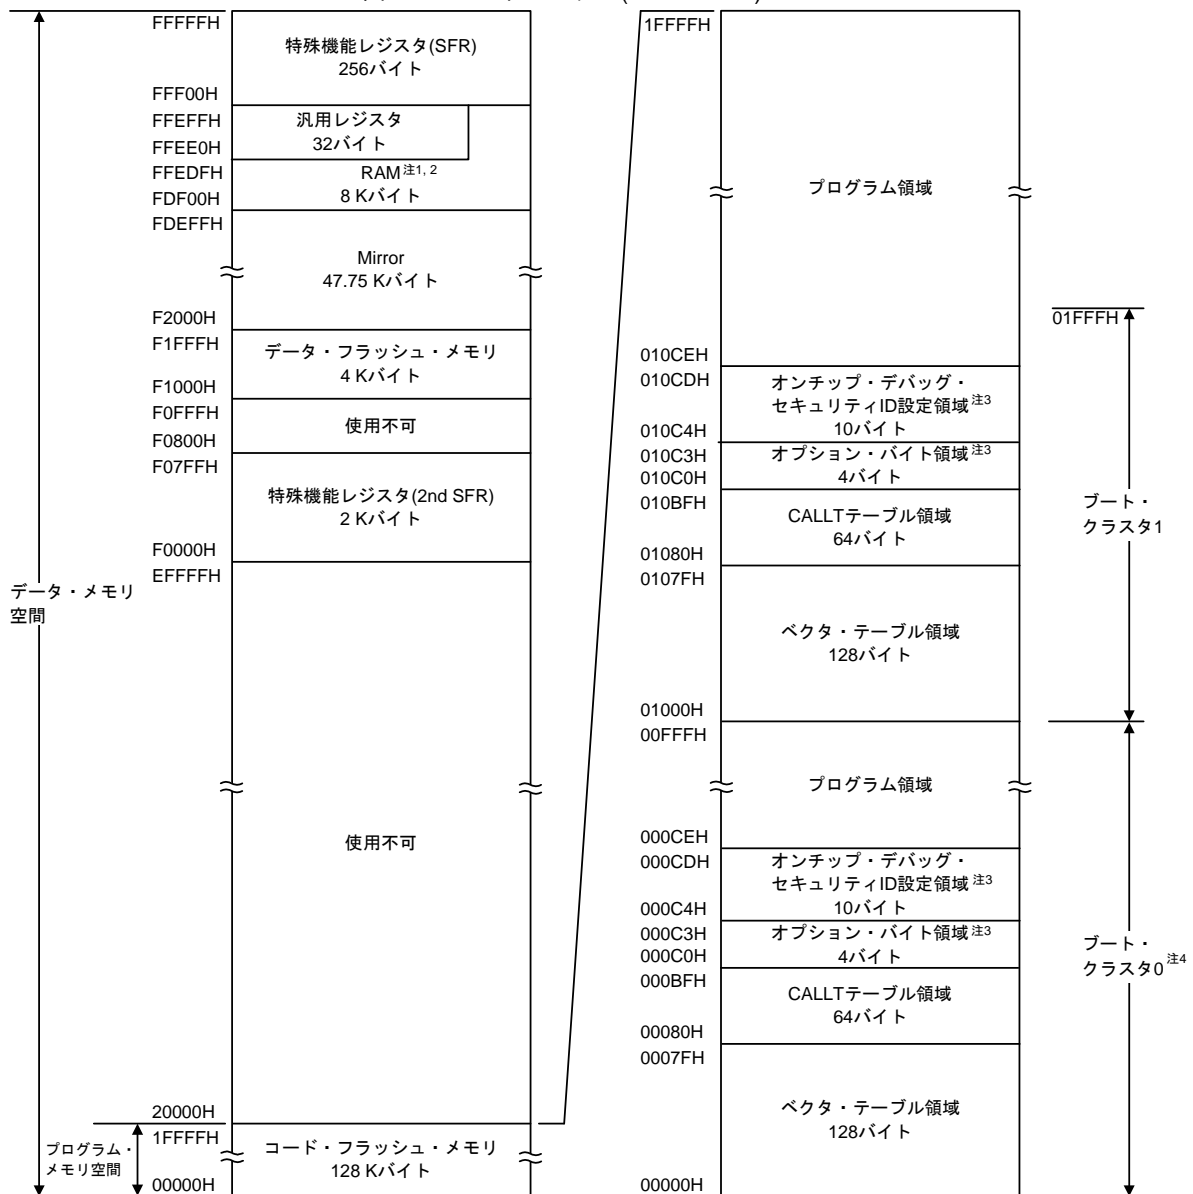 FFFFFH
特殊機能レジスタ(SFR)
256バイト
FFF00H
FFEFFH
汎用レジスタ
32バイト
FFEE0H
FFEDFH
RAM注1, 2
8 Kバイト
FDF00H
FDEFFH
Mirror
47.75 Kバイト
F2000H
F1FFFH
データ・フラッシュ・メモリ
4 Kバイト
F1000H
F0FFFH
使用不可
F0800H
F07FFH
特殊機能レジスタ(2nd SFR)
2 Kバイト
F0000H
EFFFFH
データ・メモリ
空間
使用不可
20000H
1FFFFH
プログラム・
メモリ空間
コード・フラッシュ・メモリ
128 Kバイト
00000H
1FFFFH
プログラム領域
01FFFH
010CEH
010CDH
オンチップ・デバッグ・
セキュリティID設定領域注3
10バイト
010C4H
010C3H
オプション・バイト領域注3
4バイト
010C0H
010BFH
CALLTテーブル領域
64バイト
01080H
0107FH
ブート・
クラスタ1
ベクタ・テーブル領域
128バイト
01000H
00FFFH
プログラム領域
000CEH
000CDH
オンチップ・デバッグ・
セキュリティID設定領域注3
10バイト
000C4H
000C3H
オプション・バイト領域注3
4バイト
000C0H
000BFH
ブート・
クラスタ0注4
CALLTテーブル領域
64バイト
00080H
0007FH
ベクタ・テーブル領域
128バイト
00000H